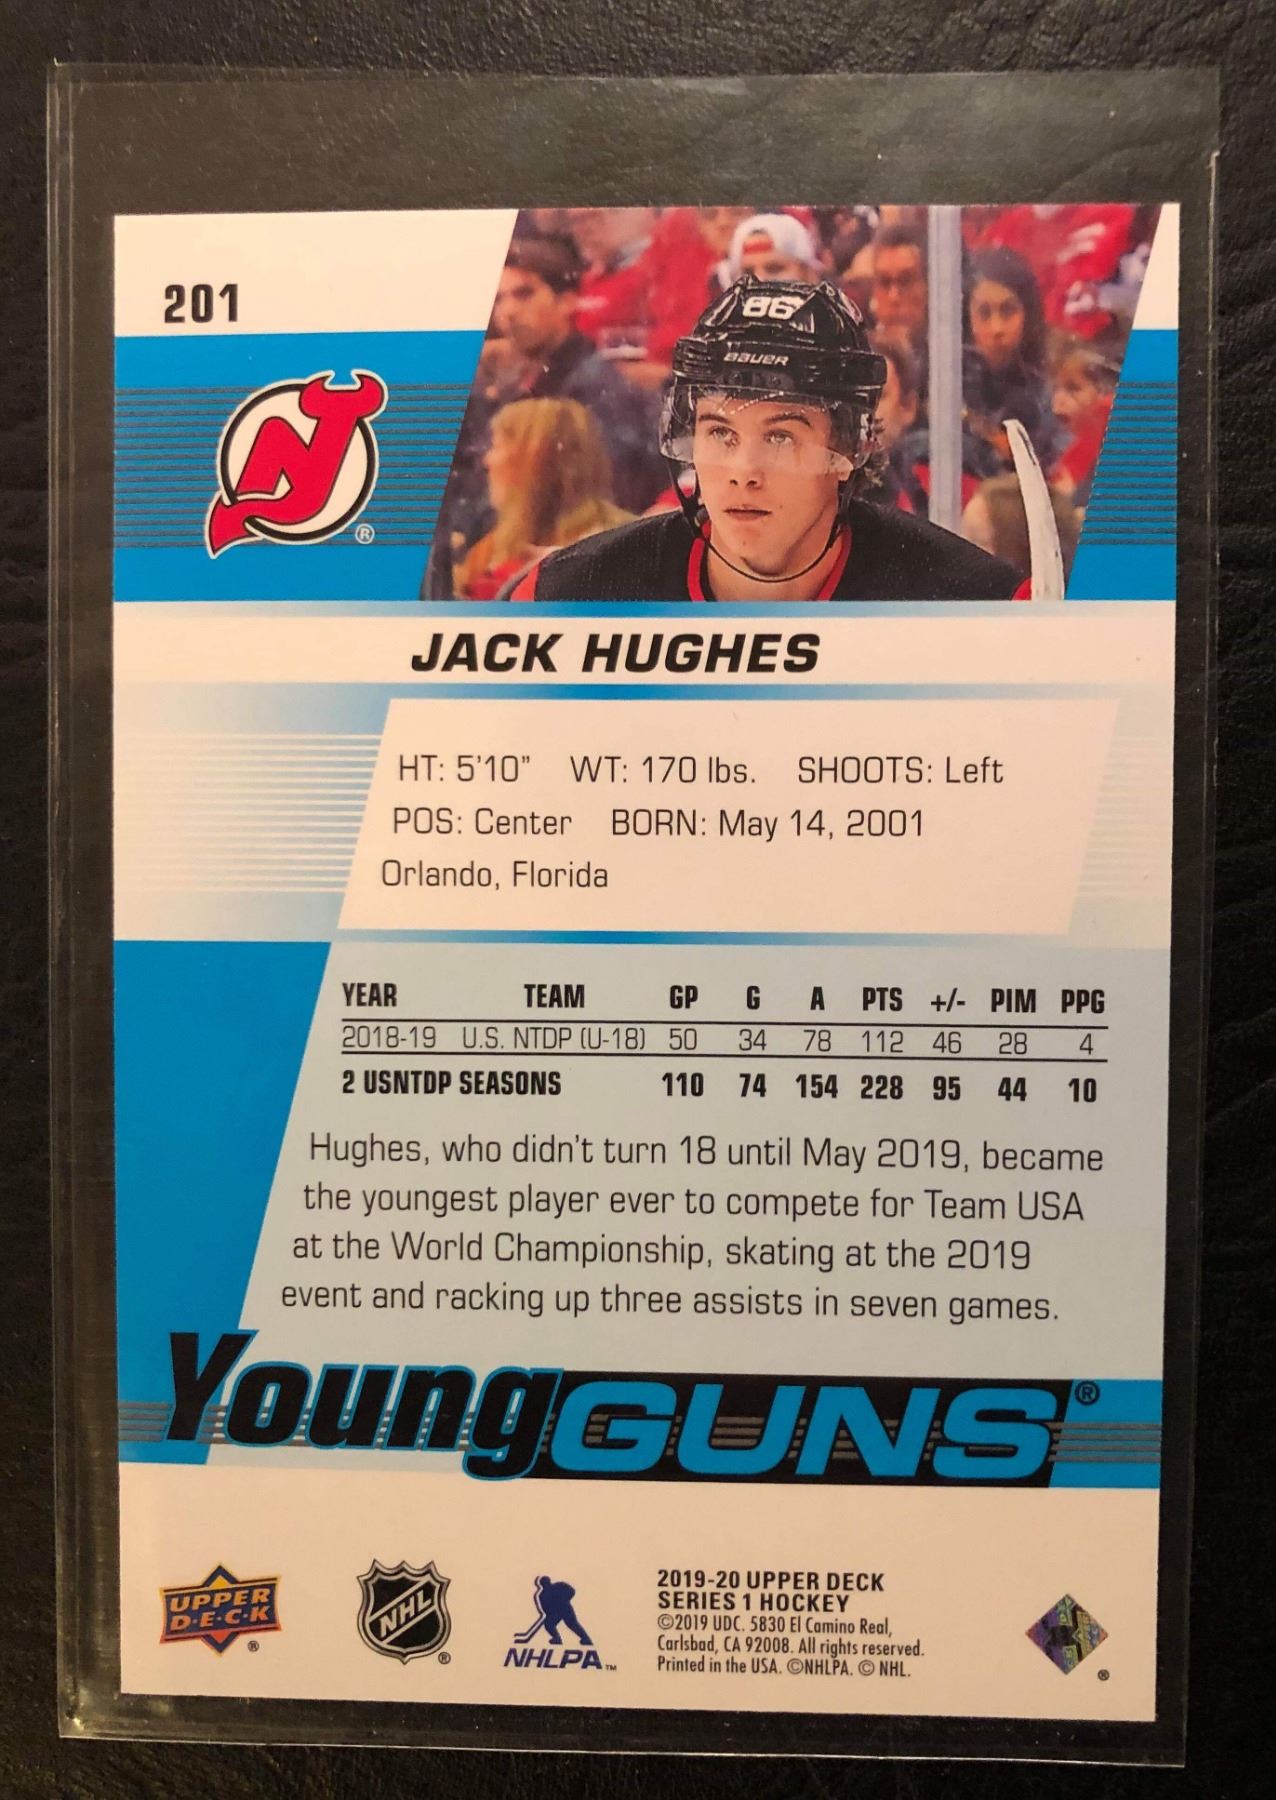 201
86
BAUER
NJ
®
JACK HUGHES
HT: 5'10" WT: 170 lbs. SHOOTS: Left
POS: Center BORN: May 14, 2001
Orlando, Florida
YEAR TEAM GP G A PTS +/- PIM PPG
2018-19 U.S. NTDP (U-18) 50 34 78 112 46 28 4
2 USNTDP SEASONS 110 74 154 228 95 44 10
Hughes, who didn't turn 18 until May 2019, became
the youngest player ever to compete for Team USA
at the World Championship, skating at the 2019
event and racking up three assists in seven games.
Young GUNS®
UPPER
D·E·C·K
®
NHL
®
NHLPA™
2019-20 UPPER DECK
SERIES 1 HOCKEY
©2019 UDC. 5830 El Camino Real,
Carlsbad, CA 92008. All rights reserved.
Printed in the USA. ©NHLPA. © NHL.
®